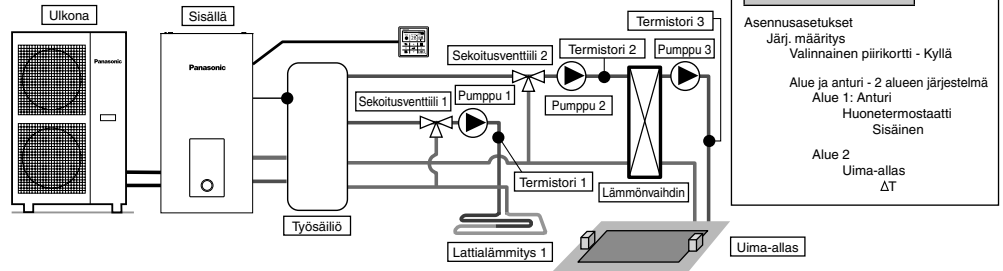 Ulkona
Sisällä
Panasonic
Panasonic
Työsäiliö
Sekoitusventtiili 1
Pumppu 1
Termistori 1
Lattialämmitys 1
Sekoitusventtiili 2
Termistori 2
Pumppu 2
Pumppu 3
Termistori 3
Lämmönvaihdin
Uima-allas
Asennusasetukset
Järj. määritys
Valinnainen piirikortti - Kyllä
Alue ja anturi - 2 alueen järjestelmä
Alue 1: Anturi
Huonetermostaatti
Sisäinen
Alue 2
Uima-allas
ΔT